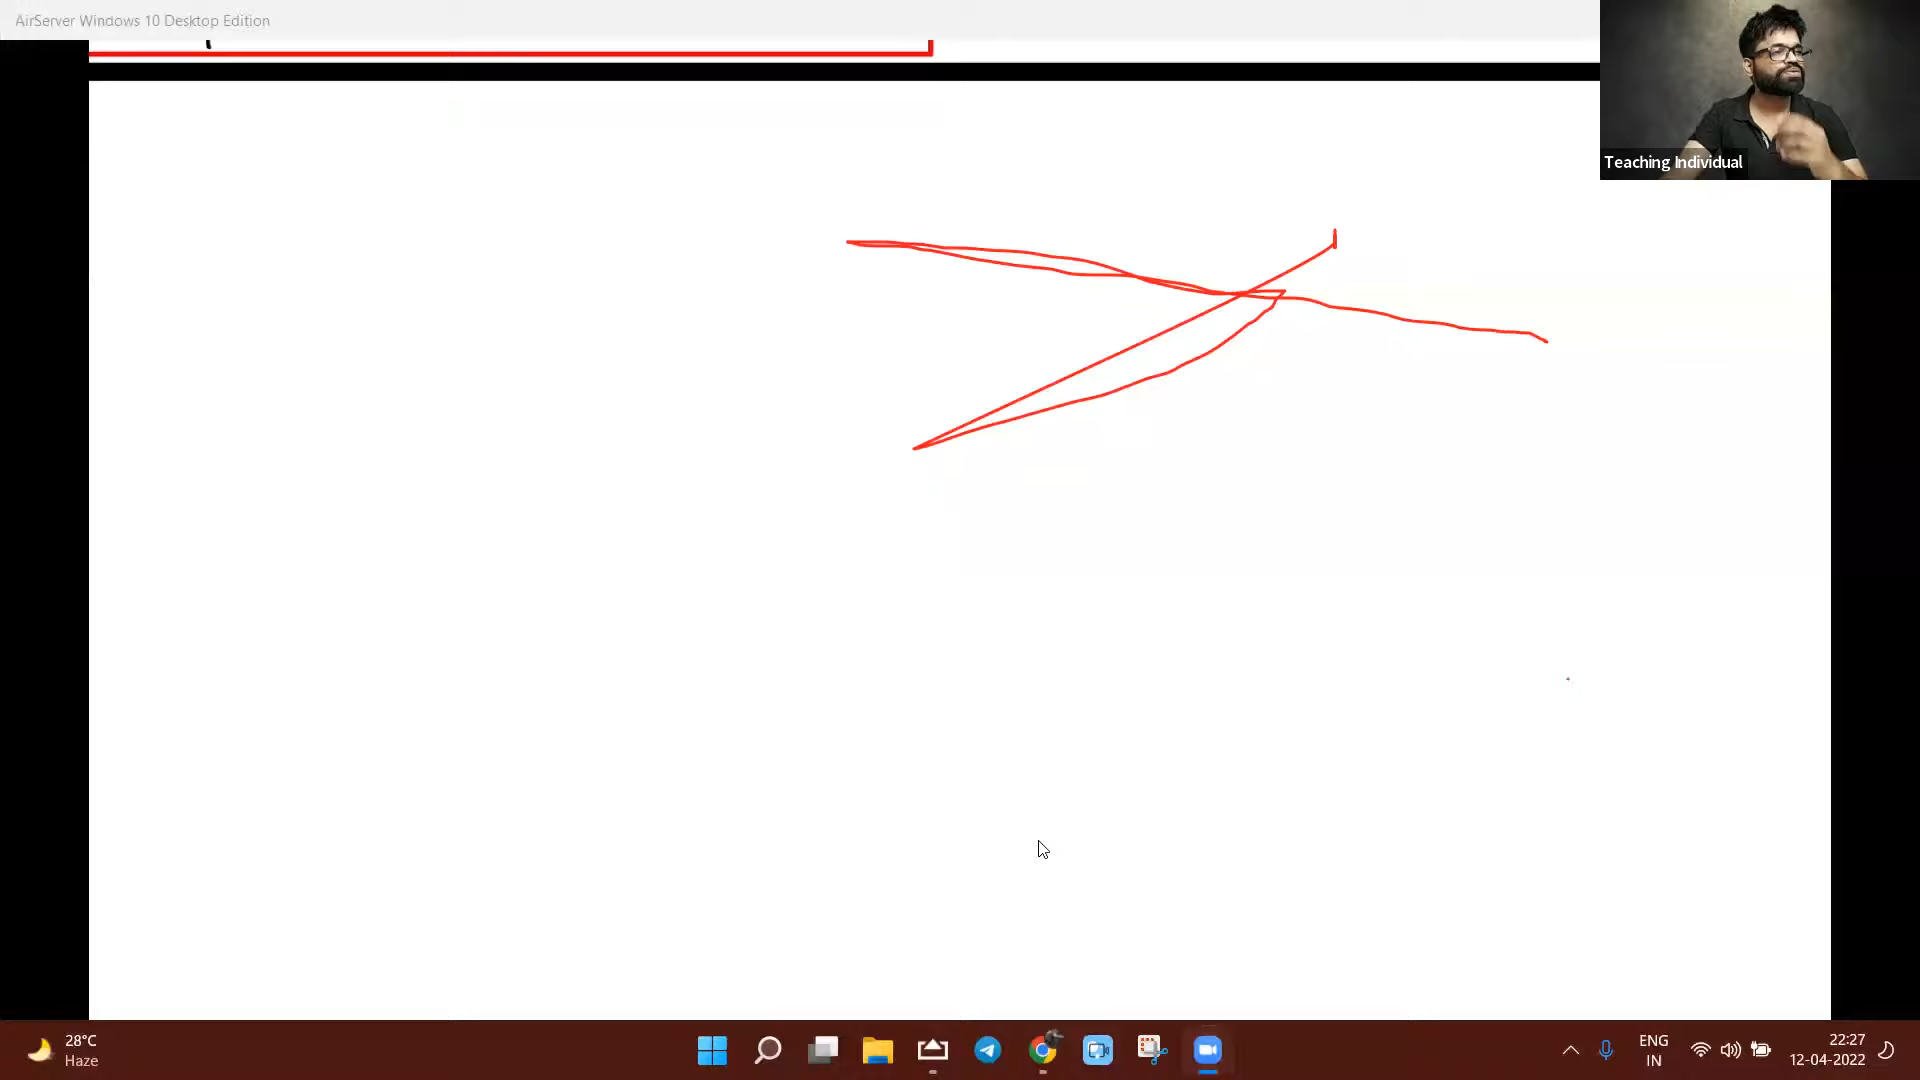 AirServer Windows 10 Desktop Edition
Teaching Individual
28°C
Haze
ENG
IN
22:27
12-04-2022